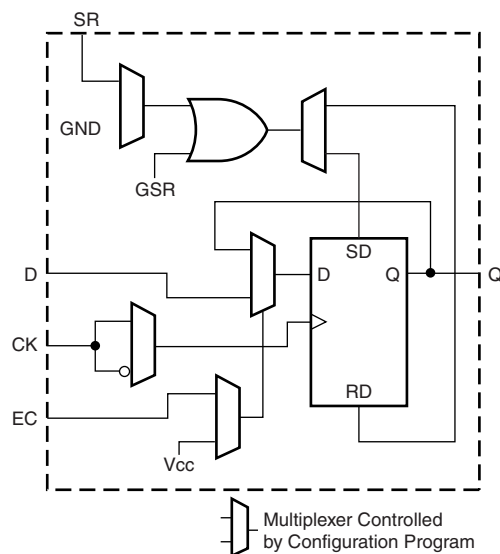 SR
GND
GSR
SD
D
D
Q
Q
CK
RD
EC
Vcc
Multiplexer Controlled
by Configuration Program